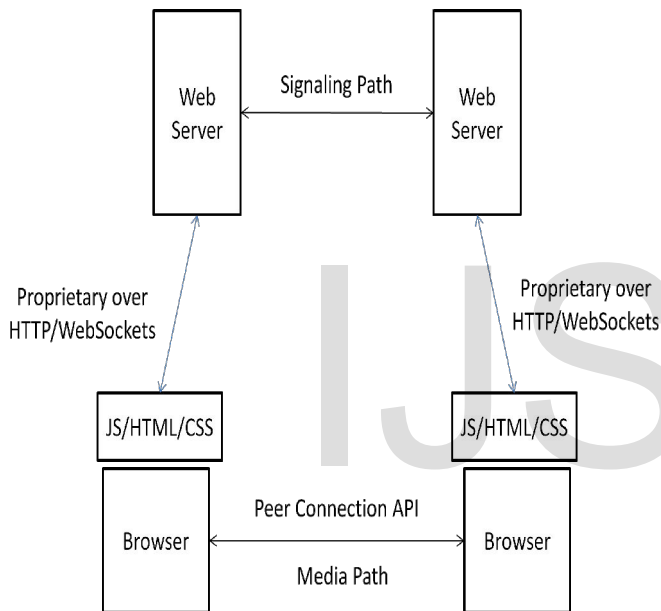 Web
Server
Signaling Path
Web
Server
Proprietary over
HTTP/WebSockets
Proprietary over
HTTP/WebSockets
JS/HTML/CSS
JS/HTML/CSS
Browser
Peer Connection API
Media Path
Browser
IJS